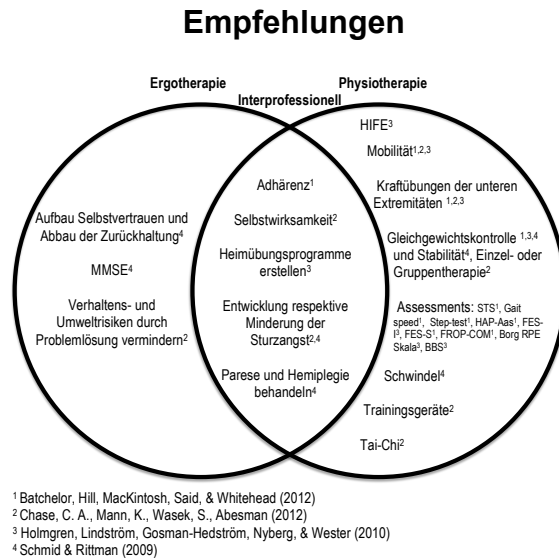 Empfehlungen
Ergotherapie
Physiotherapie
Interprofessionell
Aufbau Selbstvertrauen und
Abbau der Zurückhaltung⁴
MMSE⁴
Verhaltens- und
Umweltrisiken durch
Problemlösung vermindern²
Adhärenz¹
Selbstwirksamkeit²
Heimübungsprogramme
erstellen³
Entwicklung respektive
Minderung der
Sturzangst²,⁴
Parese und Hemiplegie
behandeln⁴
HIFE³
Mobilität¹,²,³
Kraftübungen der unteren
Extremitäten ¹,²,³
Gleichgewichtskontrolle ¹,³,⁴
und Stabilität⁴, Einzel- oder
Gruppentherapie²
Assessments: STS¹, Gait
speed¹, Step-test¹, HAP-Aas¹, FES-
I³, FES-S¹, FROP-COM¹, Borg RPE
Skala³, BBS³
Schwindel⁴
Trainingsgeräte²
Tai-Chi²
¹ Batchelor, Hill, MacKintosh, Said, & Whitehead (2012)
² Chase, C. A., Mann, K., Wasek, S., Abesman (2012)
³ Holmgren, Lindström, Gosman-Hedström, Nyberg, & Wester (2010)
⁴ Schmid & Rittman (2009)